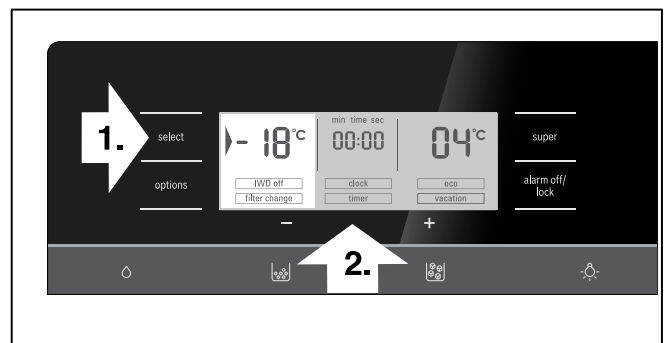 1.
select
options
- 18°C
min time sec
00:00
04°C
IWD off
clock
eco
filter change
timer
vacation
super
alarm off/
lock
−
+
2.